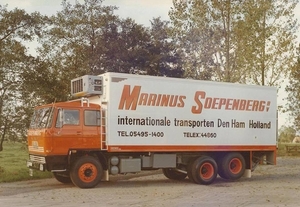 MARINUS SOEPENBERG:
internationale transporten Den Ham Holland
TEL.05495-1400 TELEX:44060